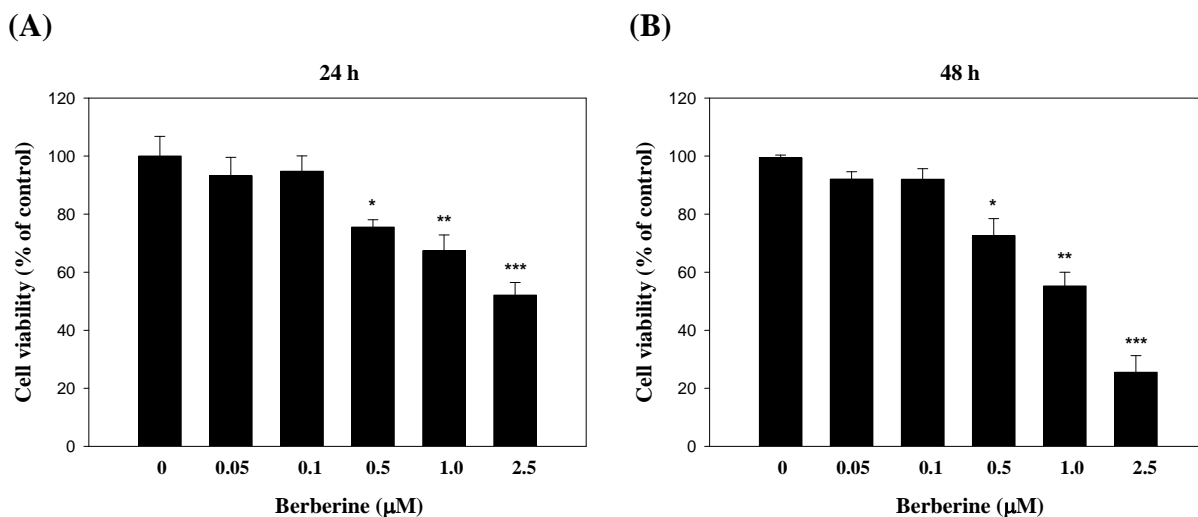 (A)
24 h
Cell viability (% of control)
120
100
80
60
40
20
0
*
**
***
0 0.05 0.1 0.5 1.0 2.5
Berberine (μM)
(B)
48 h
Cell viability (% of control)
120
100
80
60
40
20
0
*
**
***
0 0.05 0.1 0.5 1.0 2.5
Berberine (μM)